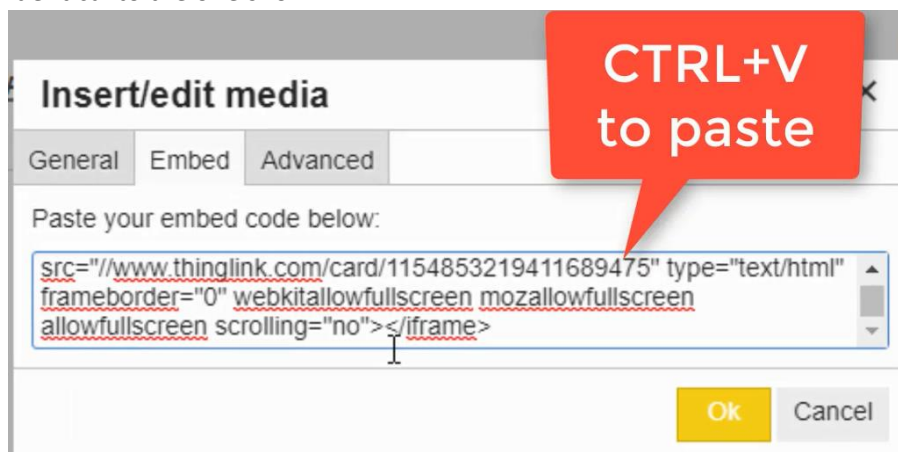 CTRL+V
to paste
Insert/edit media
General Embed Advanced
Paste your embed code below:
src="//www.thinglink.com/card/1154853219411689475" type="text/html"
frameborder="0" webkitallowfullscreen mozallowfullscreen
allowfullscreen scrolling="no"></iframe>
Ok Cancel